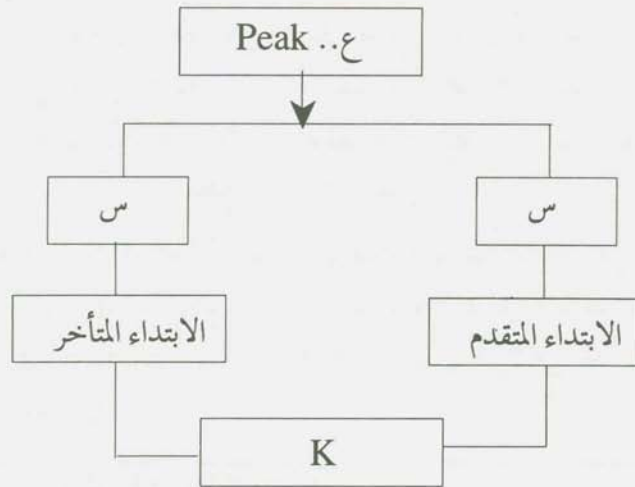 ع.. Peak
س
س
الابتداء المتقدم
الابتداء المتأخر
K